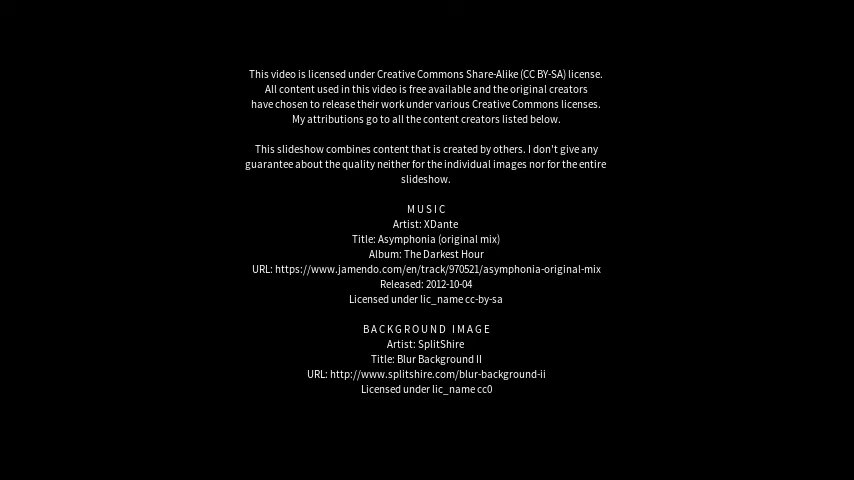 This video is licensed under Creative Commons Share-Alike (CC BY-SA) license.
All content used in this video is free available and the original creators
have chosen to release their work under various Creative Commons licenses.
My attributions go to all the content creators listed below.
This slideshow combines content that is created by others. I don't give any
guarantee about the quality neither for the individual images nor for the entire
slideshow.
MUSIC
Artist: XDante
Title: Asymphonia (original mix)
Album: The Darkest Hour
URL: https://www.jamendo.com/en/track/970521/asymphonia-original-mix
Released: 2012-10-04
Licensed under lic_name cc-by-sa
BACKGROUND IMAGE
Artist: SplitShire
Title: Blur Background II
URL: http://www.splitshire.com/blur-background-ii
Licensed under lic_name cc0